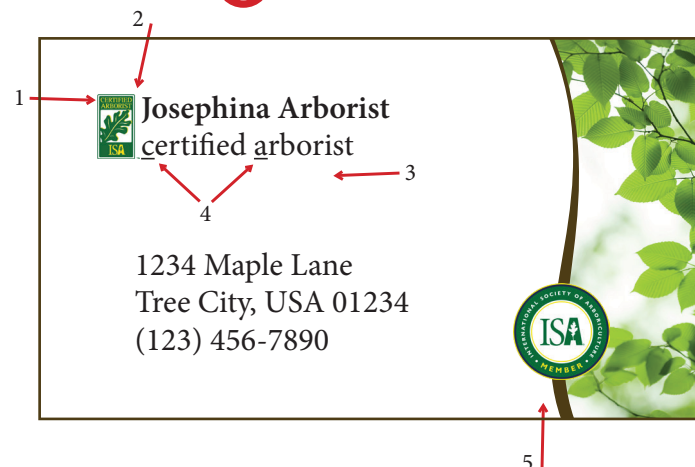 2
1
CERTIFIED
ARBORIST
ISA
Josephina Arborist
certified arborist
3
4
1234 Maple Lane
Tree City, USA 01234
(123) 456-7890
INTERNATIONAL SOCIETY OF ARBORICULTURE
ISA
• MEMBER •
5